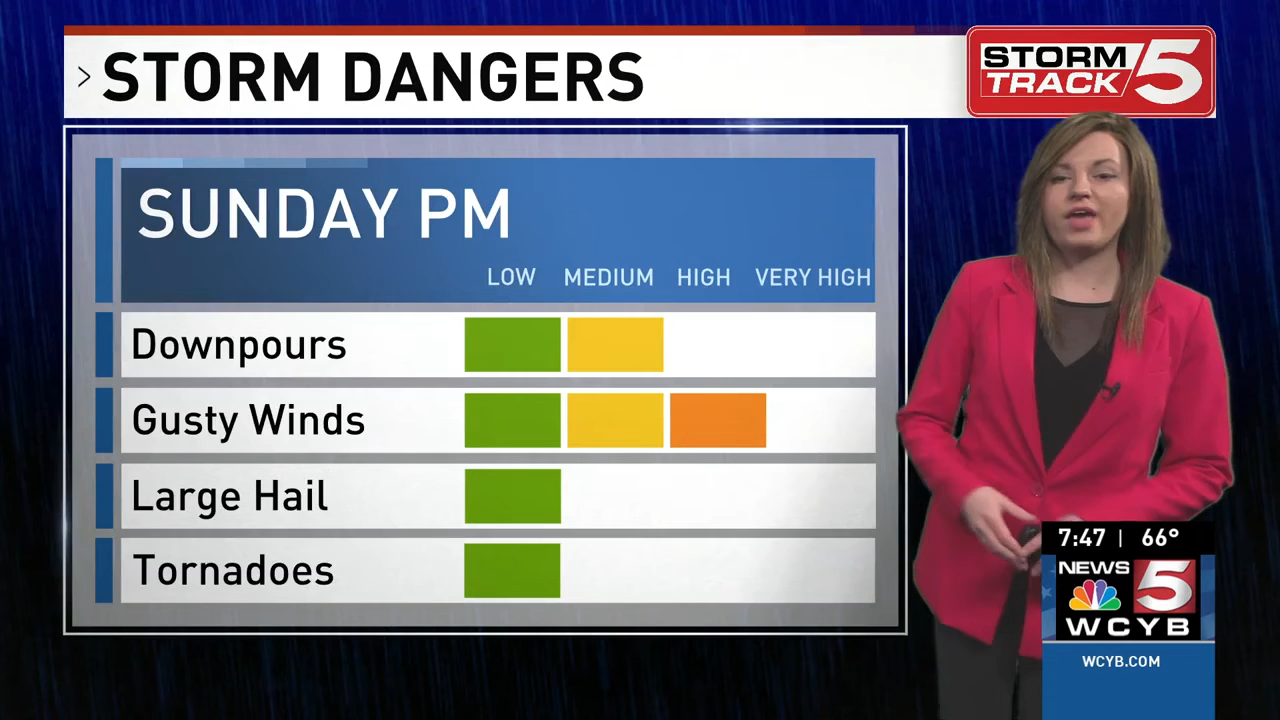 > STORM DANGERS
STORM
TRACK 5
SUNDAY PM
LOW MEDIUM HIGH VERY HIGH
Downpours
Gusty Winds
Large Hail
Tornadoes
7:47 | 66°
NEWS 5
WCYB
WCYB.COM